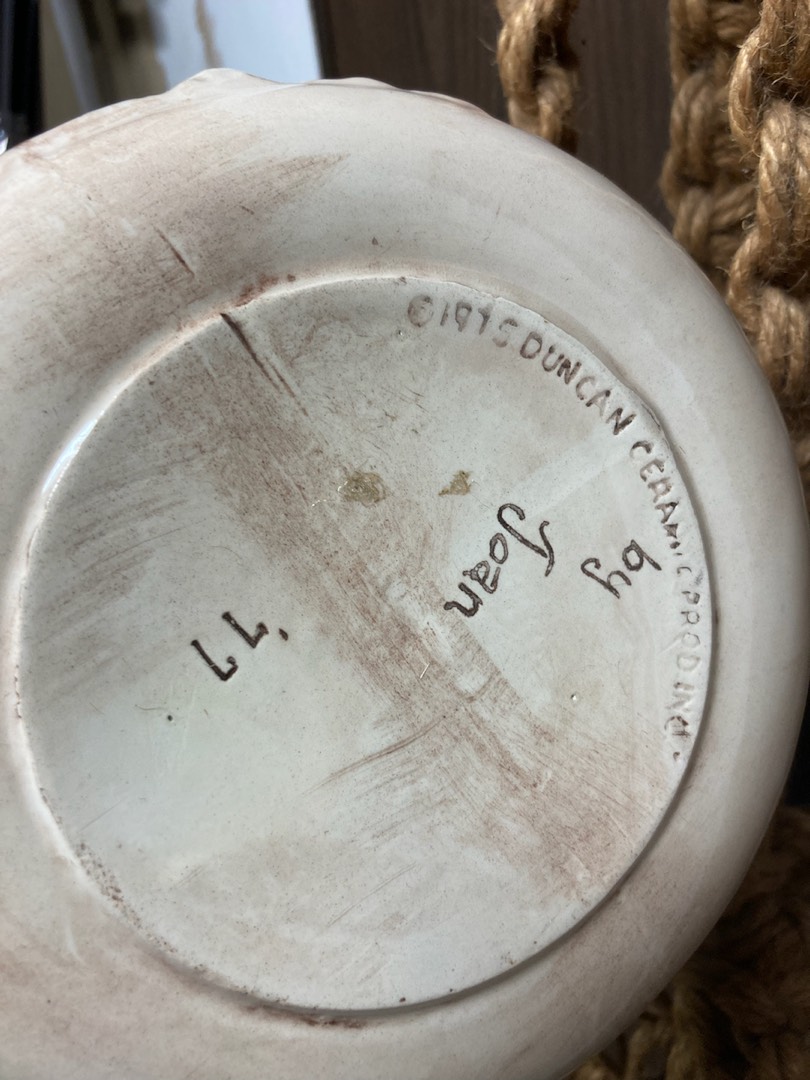 ©1975 DUNCAN CERAMIC PROD INC.
by
Joan
'77